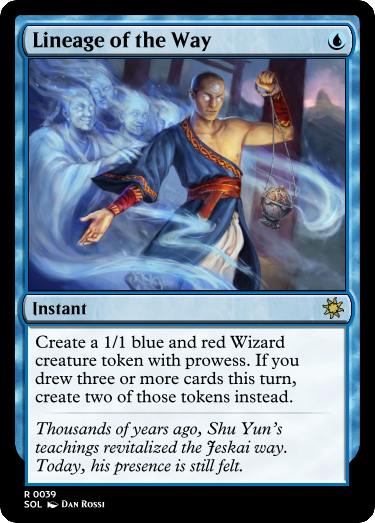 Lineage of the Way
Instant
Create a 1/1 blue and red Wizard
creature token with prowess. If you
drew three or more cards this turn,
create two of those tokens instead.
Thousands of years ago, Shu Yun's
teachings revitalized the Jeskai way.
Today, his presence is still felt.
R 0039
SOL Dan Rossi